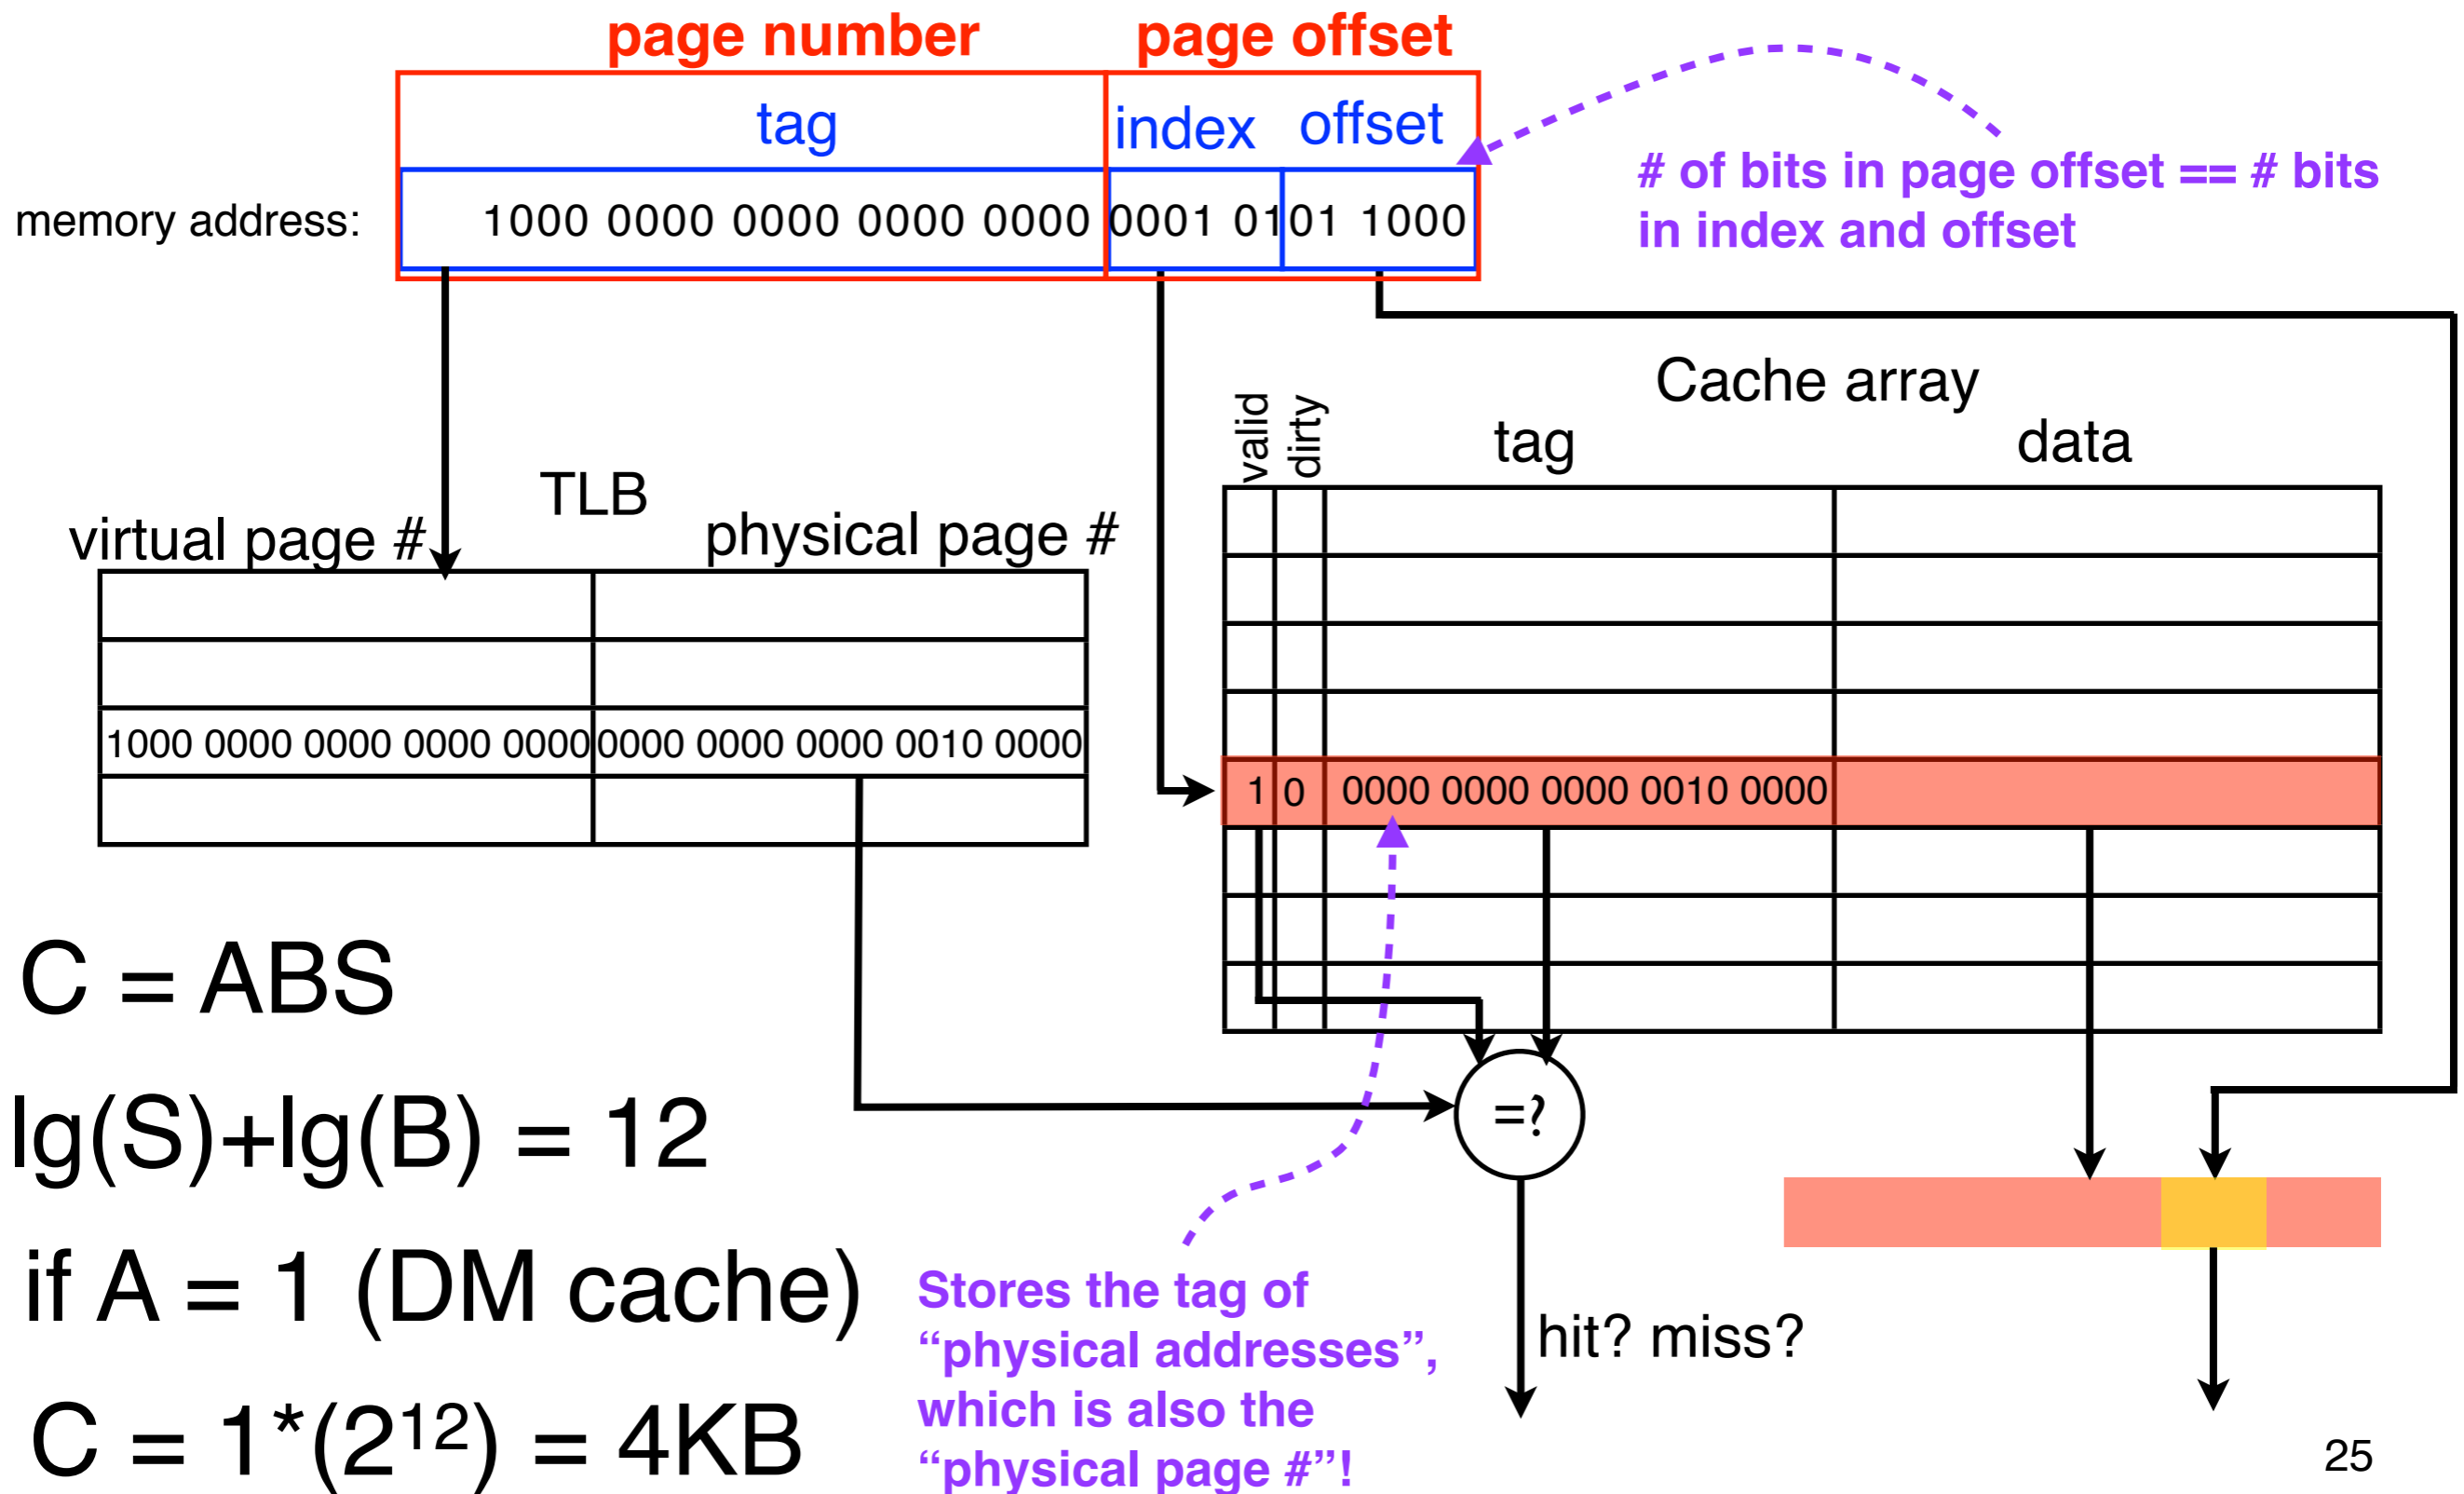 page number page offset
tag index offset
memory address: 1000 0000 0000 0000 0000 0001 0101 1000
# of bits in page offset == # bits
in index and offset
Cache array
valid dirty tag data
TLB
virtual page # physical page #
1000 0000 0000 0000 0000 0000 0000 0000 0010 0000
1 0 0000 0000 0000 0010 0000
C = ABS
lg(S)+lg(B) = 12
if A = 1 (DM cache)
C = 1*(2¹²) = 4KB
=?
Stores the tag of
“physical addresses”,
which is also the
“physical page #”!
hit? miss?
25